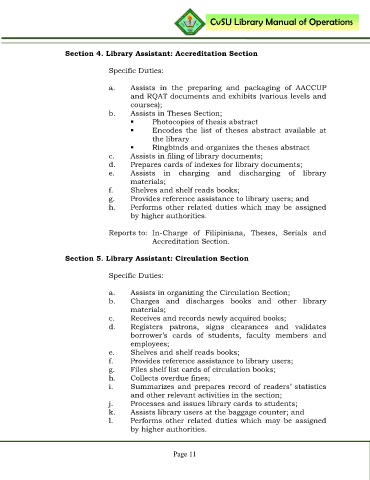 CvSU Library Manual of Operations
Section 4. Library Assistant: Accreditation Section
Specific Duties:
a. Assists in the preparing and packaging of AACCUP
and RQAT documents and exhibits (various levels and
courses);
b. Assists in Theses Section;
▪ Photocopies of thesis abstract
▪ Encodes the list of theses abstract available at
the library
▪ Ringbinds and organizes the theses abstract
c. Assists in filing of library documents;
d. Prepares cards of indexes for library documents;
e. Assists in charging and discharging of library
materials;
f. Shelves and shelf reads books;
g. Provides reference assistance to library users; and
h. Performs other related duties which may be assigned
by higher authorities.
Reports to: In-Charge of Filipiniana, Theses, Serials and
Accreditation Section.
Section 5. Library Assistant: Circulation Section
Specific Duties:
a. Assists in organizing the Circulation Section;
b. Charges and discharges books and other library
materials;
c. Receives and records newly acquired books;
d. Registers patrons, signs clearances and validates
borrower's cards of students, faculty members and
employees;
e. Shelves and shelf reads books;
f. Provides reference assistance to library users;
g. Files shelf list cards of circulation books;
h. Collects overdue fines;
i. Summarizes and prepares record of readers' statistics
and other relevant activities in the section;
j. Processes and issues library cards to students;
k. Assists library users at the baggage counter; and
l. Performs other related duties which may be assigned
by higher authorities.
Page 11